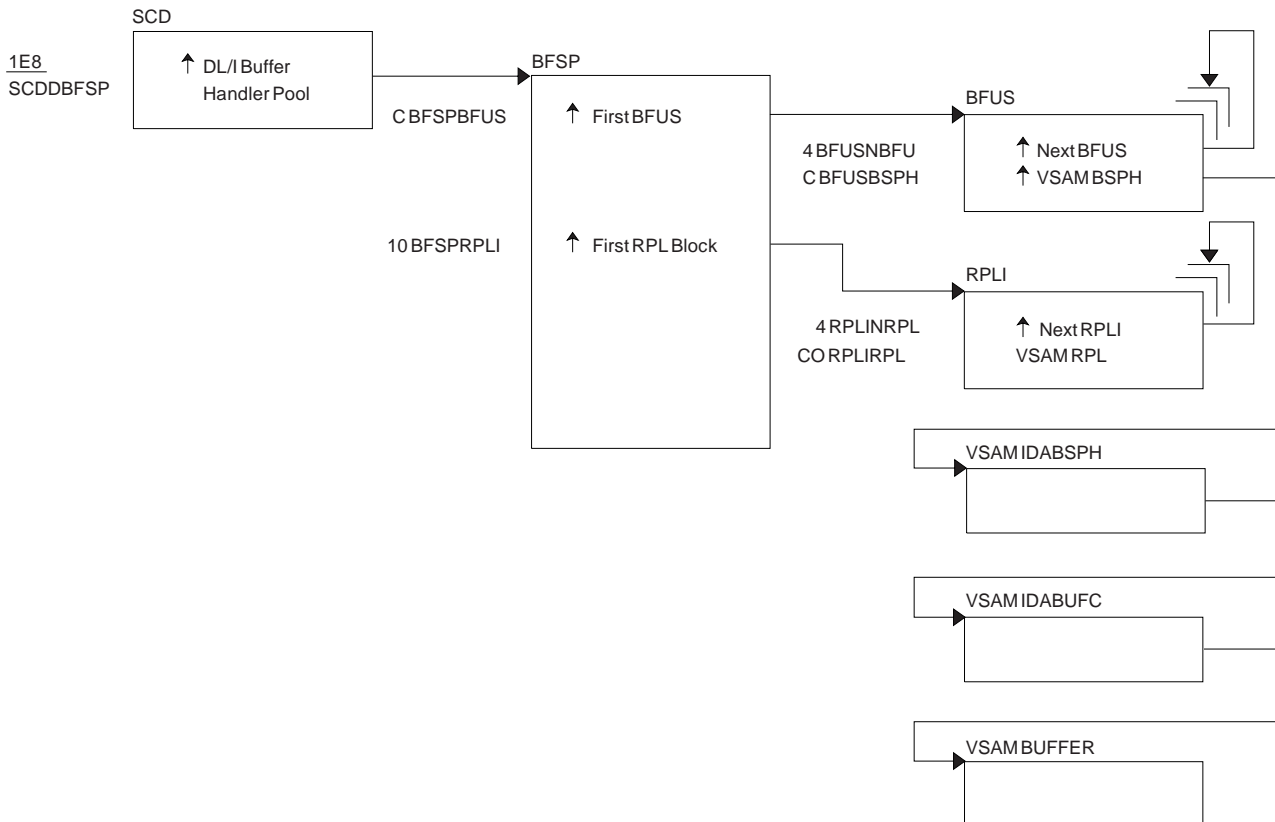 SCD
1E8
SCDDBFSP
↑ DL/I Buffer
Handler Pool
BFSP
C BFSPBFUS
↑ First BFUS
10 BFSPRPLI
↑ First RPL Block
BFUS
4 BFUSNBFU
C BFUSBSPH
↑ Next BFUS
↑ VSAM BSPH
RPLI
4 RPLINRPL
CO RPLIRPL
↑ Next RPLI
VSAM RPL
VSAM IDABSPH
VSAM IDABUFC
VSAM BUFFER